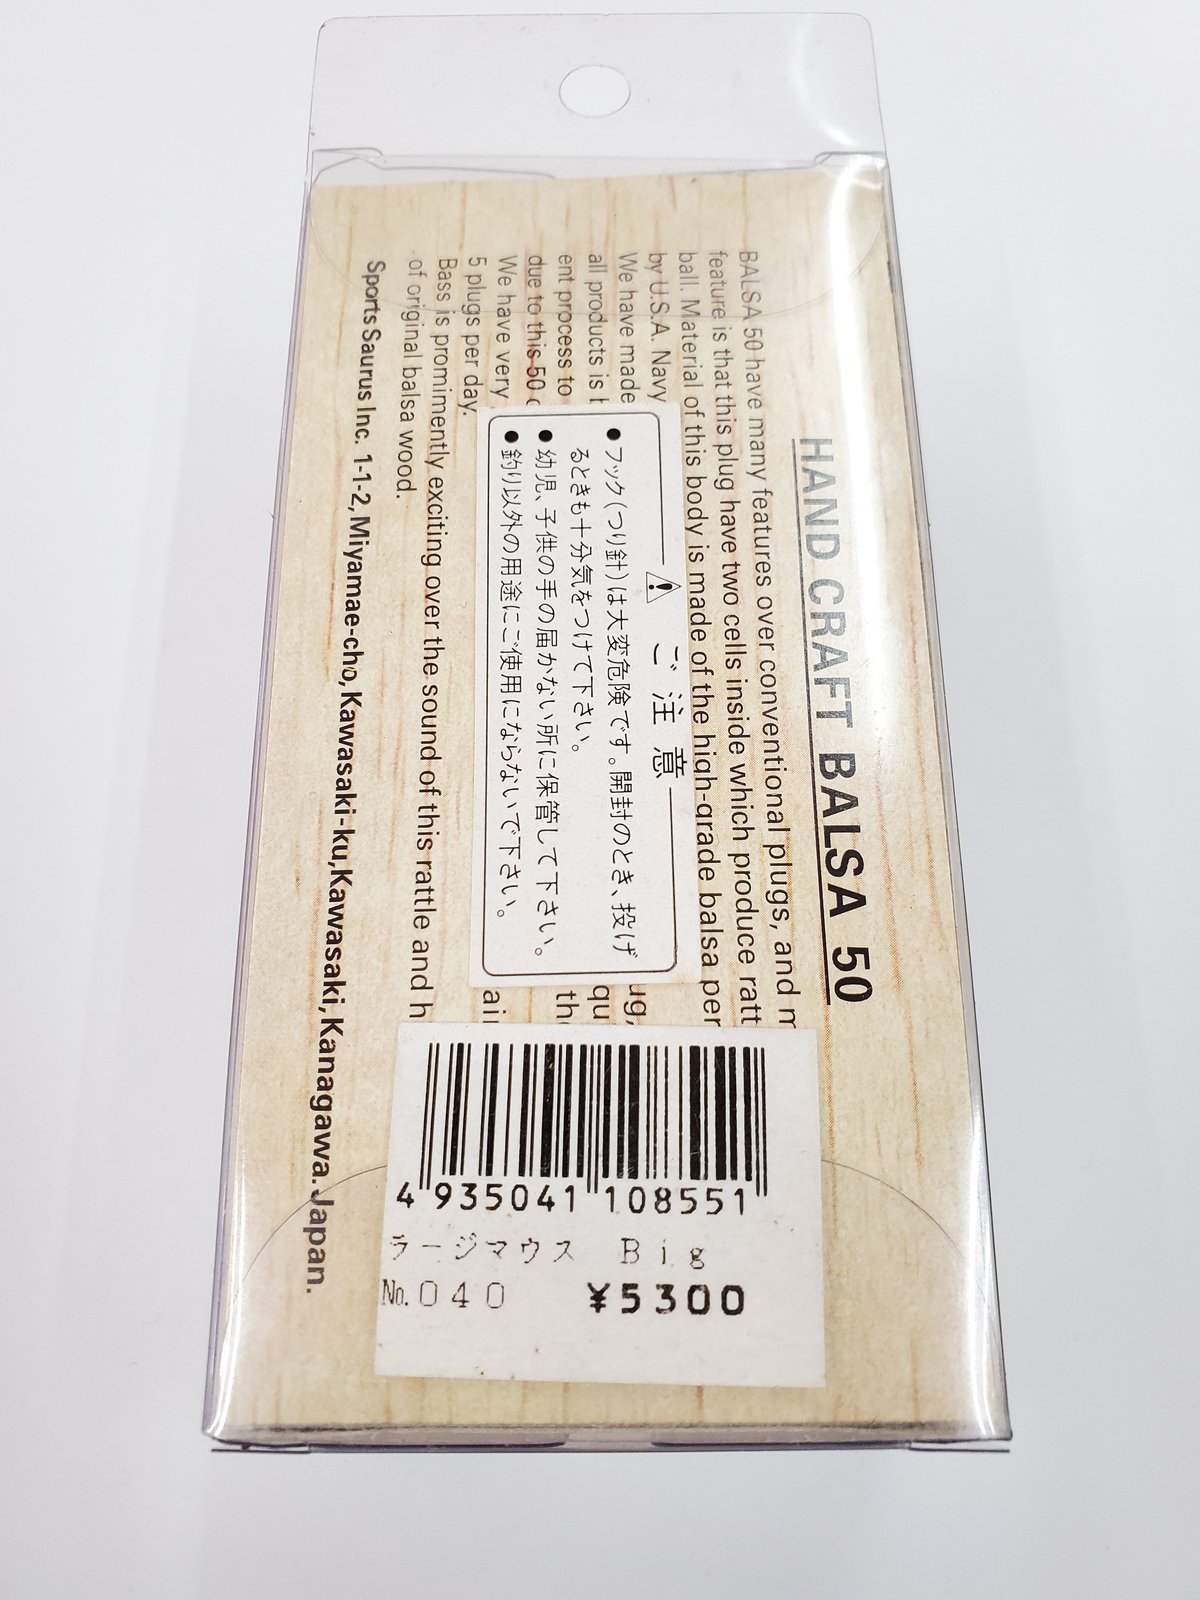 HAND CRAFT BALSA 50
BALSA 50 have many features over conventional plugs, and m
feature is that this plug have two cells inside which produce ratt
ball. Material of this body is made of the high-grade balsa per
by U.S.A. Navy
We have made ug,
all products is qu
ent process to th
due to this 50
We have very
5 plugs per day. ai
Bass is promimently exciting over the sound of this rattle and h
of original balsa wood.
Sports Saurus Inc. 1-1-2, Miyamae-cho, Kawasaki-ku, Kawasaki, Kanagawa. Japan.
ご注意
●フック(つり針)は大変危険です。開封のとき、投げ
るときも十分気をつけて下さい。
●幼児、子供の手の届かない所に保管して下さい。
●釣り以外の用途にご使用にならないで下さい。
4 935041 108551
ラージマウス Big
No.040 ¥5300